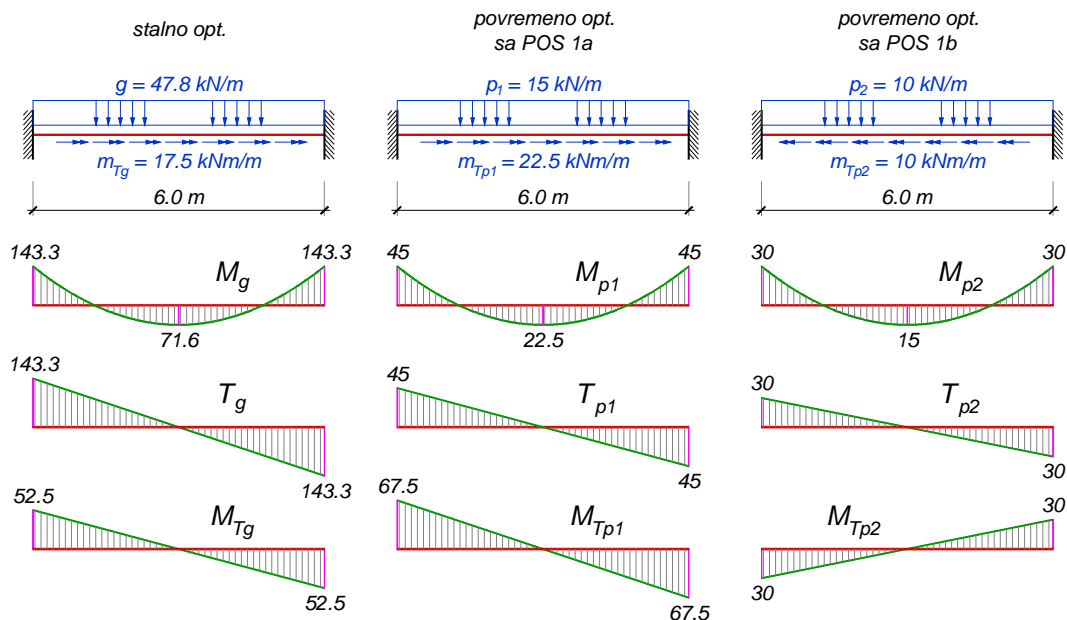 stalno opt.
povremeno opt.
sa POS 1a
povremeno opt.
sa POS 1b
g = 47.8 kN/m
p1 = 15 kN/m
p2 = 10 kN/m
mTg = 17.5 kNm/m
mTp1 = 22.5 kNm/m
mTp2 = 10 kNm/m
6.0 m
6.0 m
6.0 m
143.3
Mg
143.3
71.6
45
Mp1
45
22.5
30
Mp2
30
15
143.3
Tg
143.3
45
Tp1
45
30
Tp2
30
52.5
MTg
52.5
67.5
MTp1
67.5
30
MTp2
30